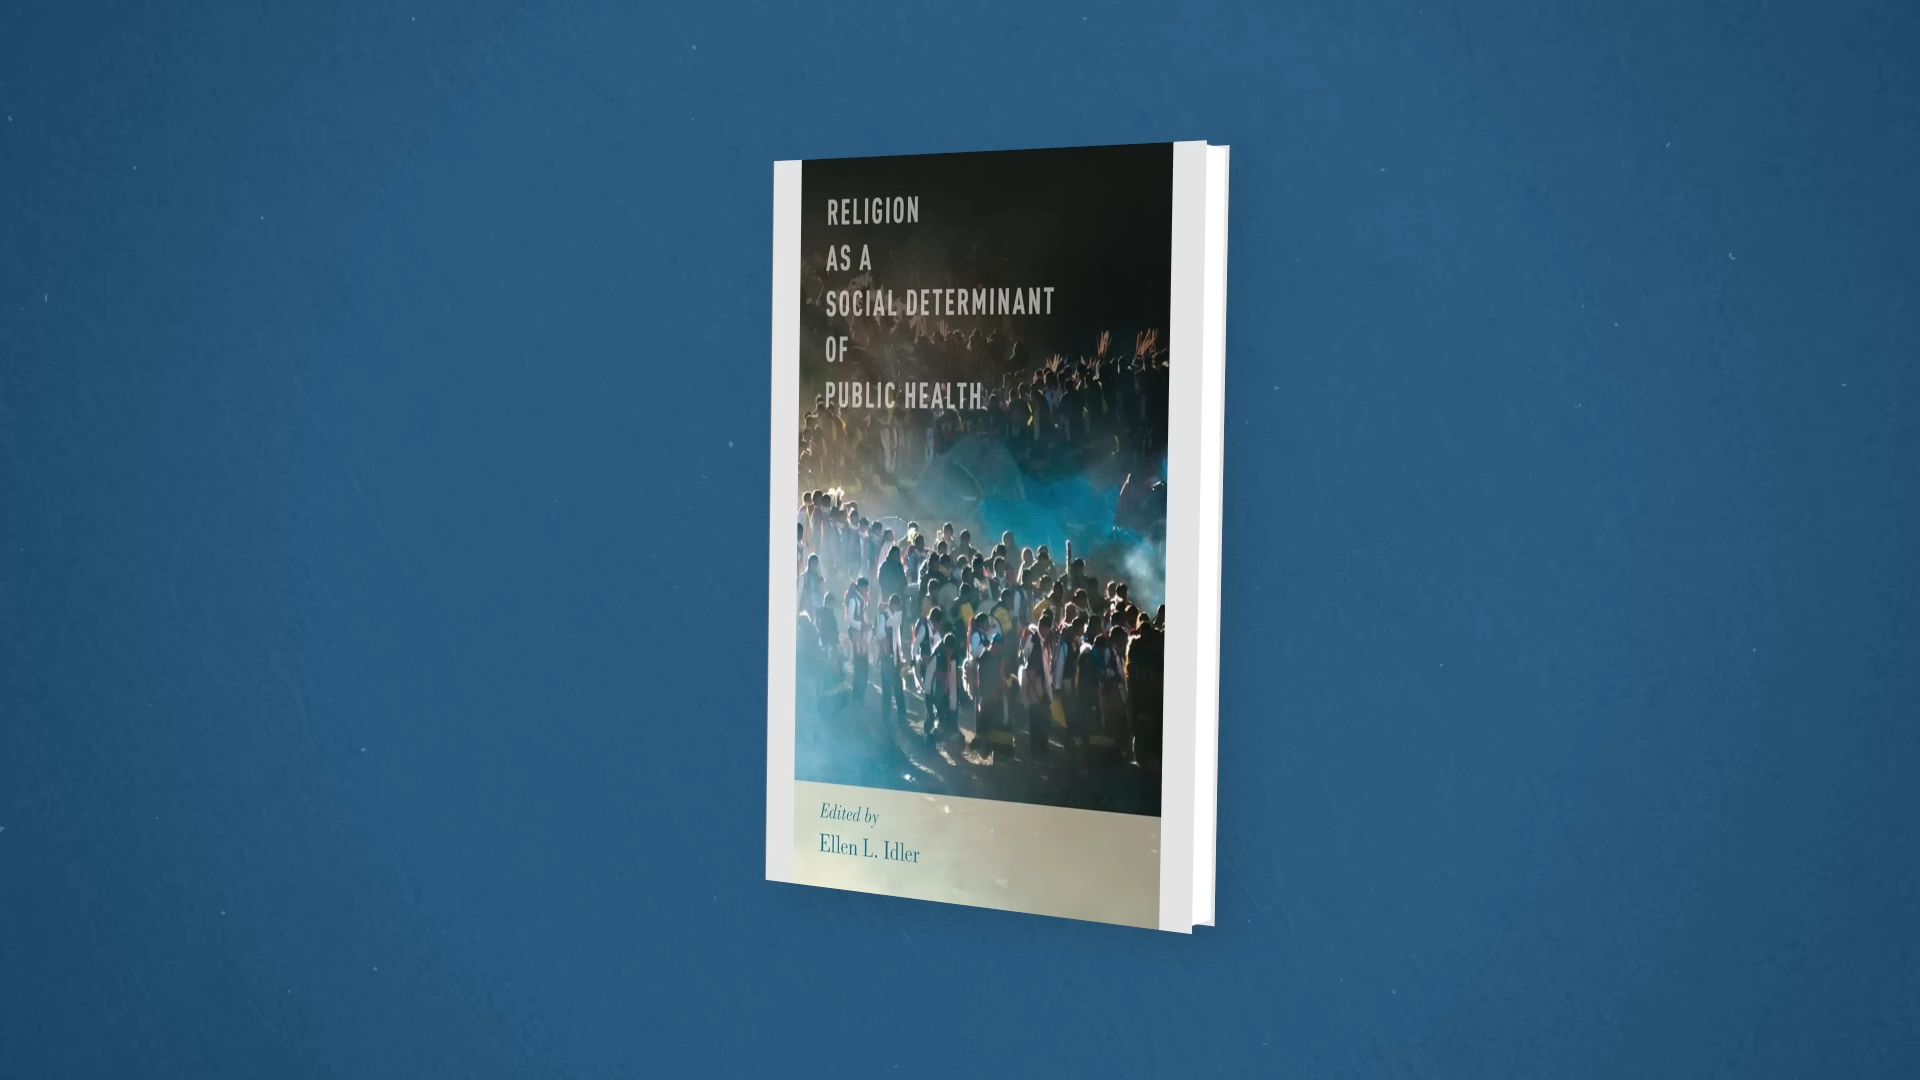 RELIGION
AS A
SOCIAL DETERMINANT
OF
PUBLIC HEALTH
Edited by
Ellen L. Idler